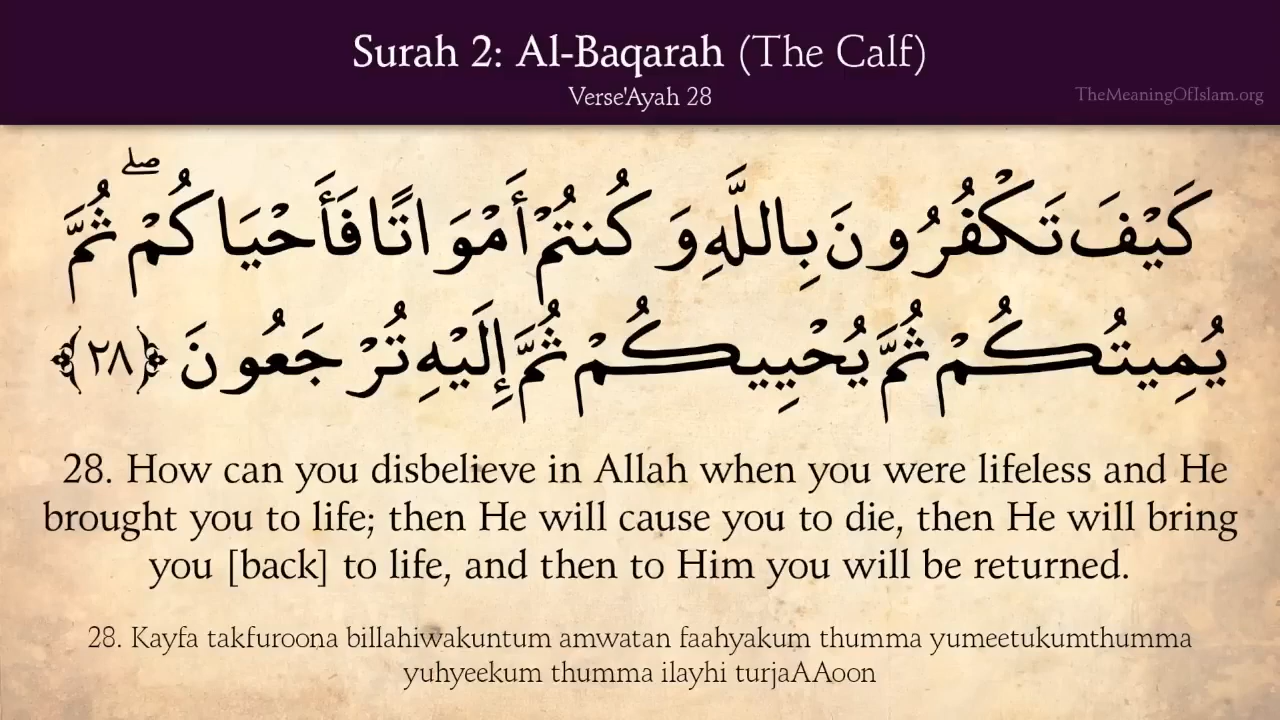 Surah 2: Al-Baqarah (The Calf)
Verse'Ayah 28
TheMeaningOfIslam.org
كَيْفَ تَكْفُرُونَ بِاللَّهِ وَكُنتُمْ أَمْوَاتًا فَأَحْيَاكُمْ ۖ ثُمَّ
يُمِيتُكُمْ ثُمَّ يُحْيِيكُمْ ثُمَّ إِلَيْهِ تُرْجَعُونَ ﴿٢٨﴾
28. How can you disbelieve in Allah when you were lifeless and He
brought you to life; then He will cause you to die, then He will bring
you [back] to life, and then to Him you will be returned.
28. Kayfa takfuroona billahiwakuntum amwatan faahyakum thumma yumeetukumthumma
yuhyeekum thumma ilayhi turjaAAoon